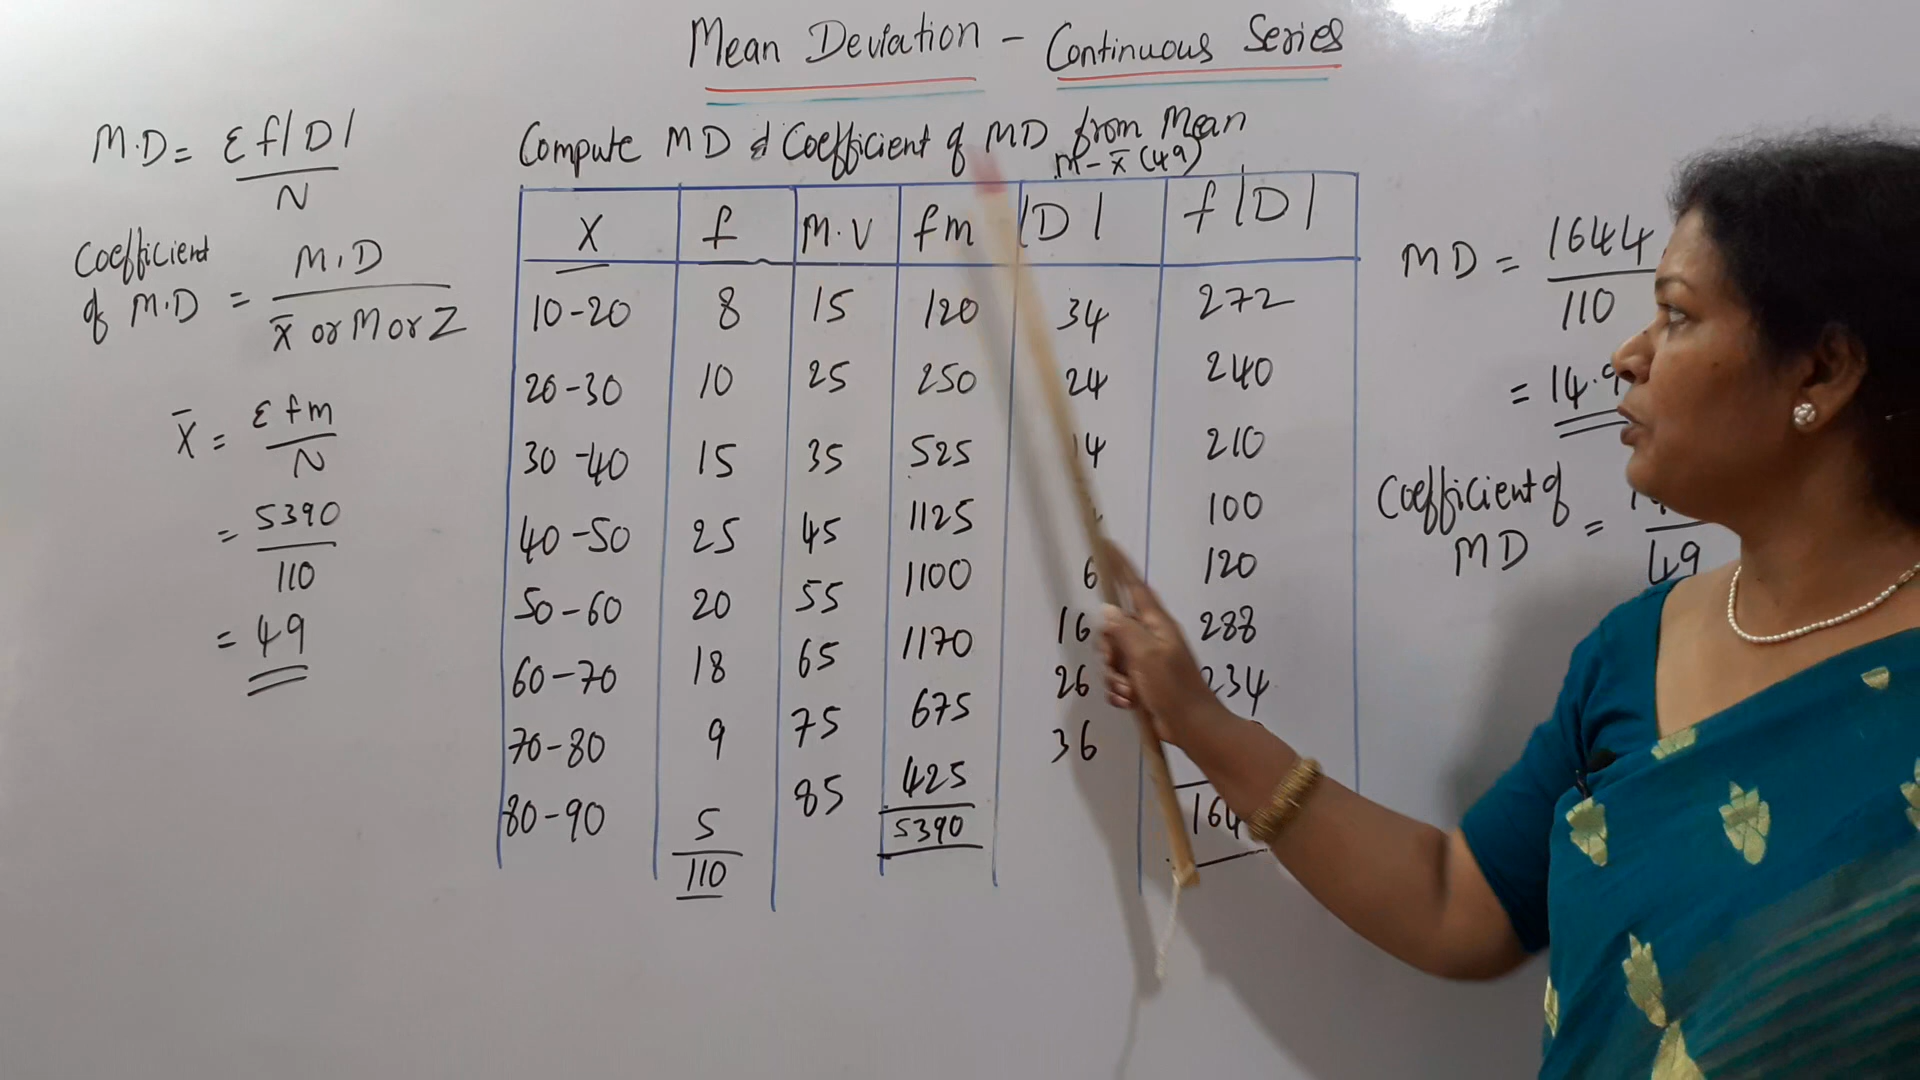 Mean Deviation - Continuous Series
M.D = Σf|D|
N
Coefficient of M.D = M.D
x̄ or M or Z
X̄ = Σfm
N
= 5390
110
= 49
Compute MD & Coefficient of MD from Mean
m - x̄ (49)
X f M.V fm |D| f|D|
10-20 8 15 120 34 272
20-30 10 25 250 24 240
30-40 15 35 525 14 210
40-50 25 45 1125 100
50-60 20 55 1100 6 120
60-70 18 65 1170 16 288
70-80 9 75 675 26 234
80-90 5 85 425 36
110 5390
MD = 1644
110
= 14.9
Coefficient of MD =
49